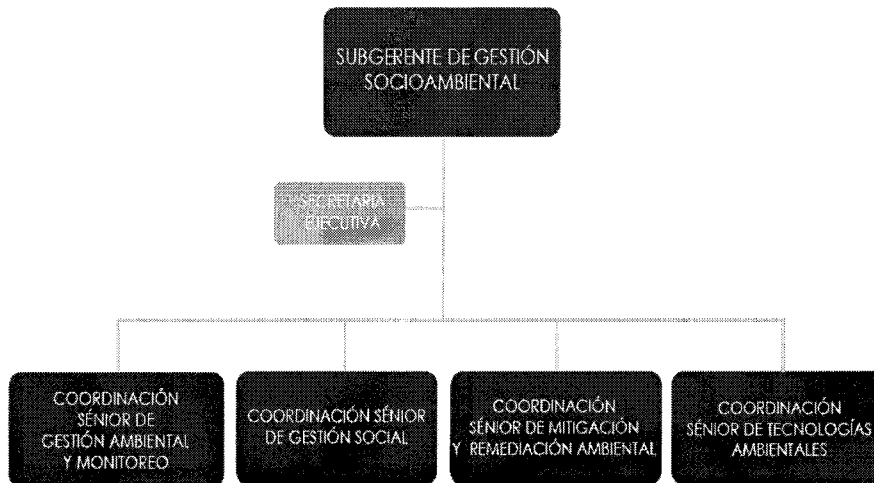 SUBGERENTE DE GESTIÓN
SOCIOAMBIENTAL
SECRETARIA
EJECUTIVA
COORDINACIÓN
SÉNIOR DE
GESTIÓN AMBIENTAL
Y MONITOREO
COORDINACIÓN SÉNIOR
DE GESTIÓN SOCIAL
COORDINACIÓN
SÉNIOR DE MITIGACIÓN
Y REMEDIACIÓN AMBIENTAL
COORDINACIÓN
SÉNIOR DE TECNOLOGÍAS
AMBIENTALES